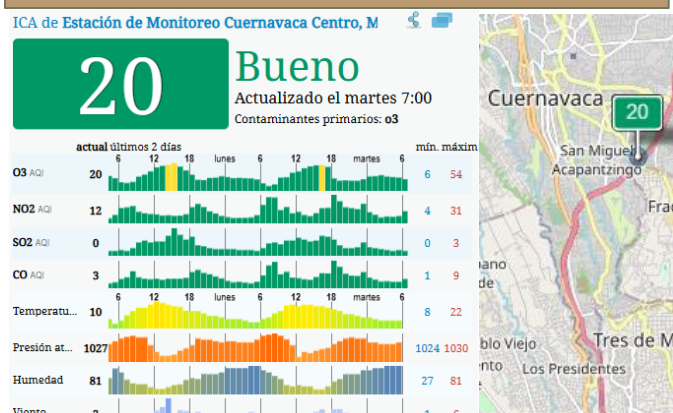 ICA de Estación de Monitoreo Cuernavaca Centro, M
20
Bueno
Actualizado el martes 7:00
Contaminantes primarios: o3
actual últimos 2 días mín. máxim
6 12 18 lunes 6 12 18 martes 6
O3 AQI 20 6 54
NO2 AQI 12 4 31
SO2 AQI 0 0 3
CO AQI 3 1 9
6 12 18 lunes 6 12 18 martes 6
Temperatu... 10 8 22
Presión at... 1027 1024 1030
Humedad 81 27 81
Viento
Cuernavaca
20
San Miguel
Acapantzingo
Frac
ano
de
blo Viejo
nto
Tres de M
Los Presidentes